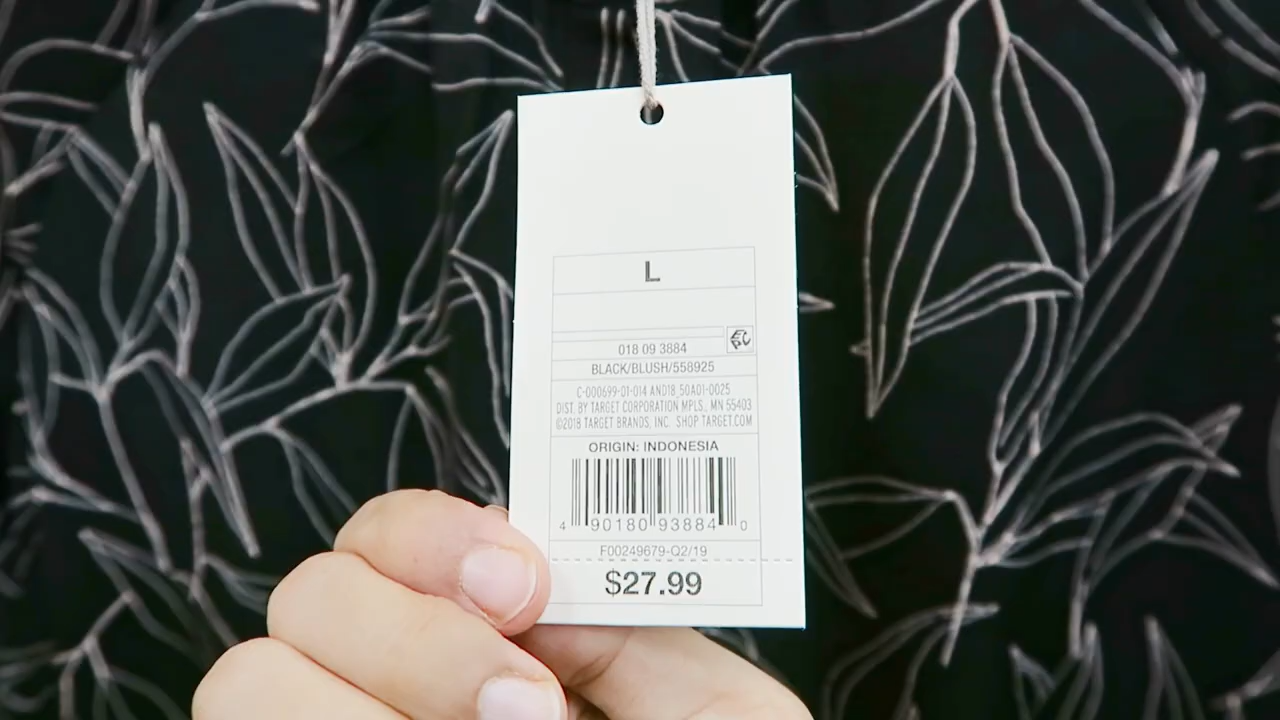 L
018 09 3884
BLACK/BLUSH/558925
C-000699-01-014 AND18_50A01-0025
DIST. BY TARGET CORPORATION MPLS., MN 55403
©2018 TARGET BRANDS, INC. SHOP TARGET.COM
ORIGIN: INDONESIA
4 90180 93884 0
F00249679-Q2/19
$27.99